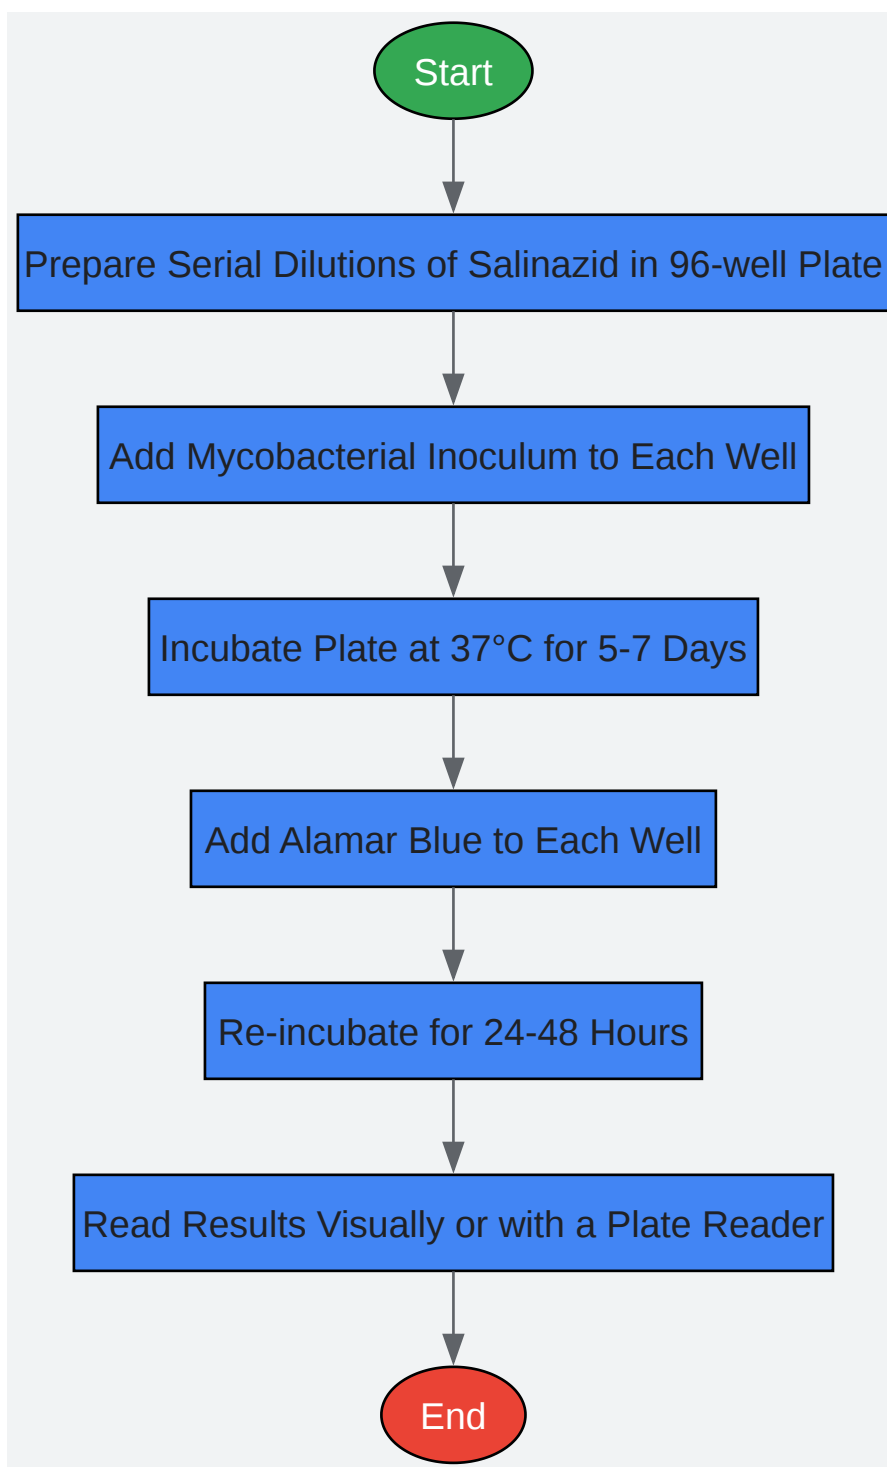 Start
Prepare Serial Dilutions of Salinazid in 96-well Plate
Add Mycobacterial Inoculum to Each Well
Incubate Plate at 37°C for 5-7 Days
Add Alamar Blue to Each Well
Re-incubate for 24-48 Hours
Read Results Visually or with a Plate Reader
End